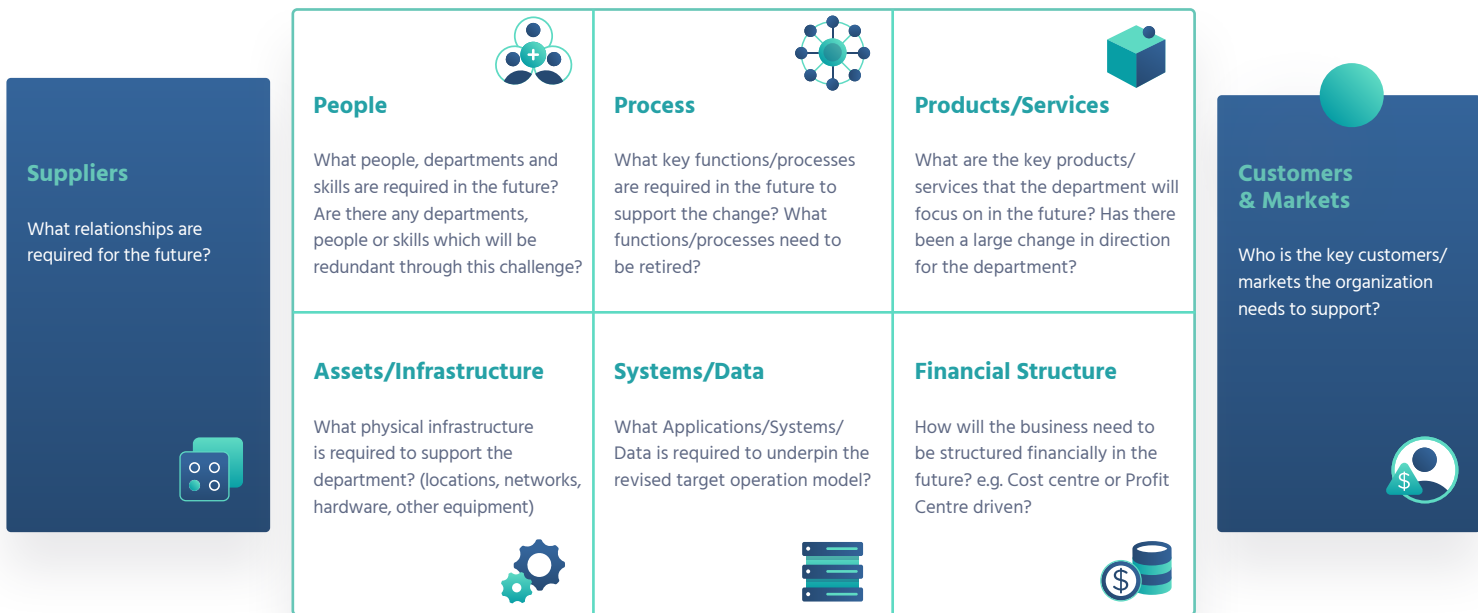 Suppliers
What relationships are
required for the future?
People
What people, departments and
skills are required in the future?
Are there any departments,
people or skills which will be
redundant through this challenge?
Process
What key functions/processes
are required in the future to
support the change? What
functions/processes need to
be retired?
Products/Services
What are the key products/
services that the department will
focus on in the future? Has there
been a large change in direction
for the department?
Assets/Infrastructure
What physical infrastructure
is required to support the
department? (locations, networks,
hardware, other equipment)
Systems/Data
What Applications/Systems/
Data is required to underpin the
revised target operation model?
Financial Structure
How will the business need to
be structured financially in the
future? e.g. Cost centre or Profit
Centre driven?
$
Customers
& Markets
Who is the key customers/
markets the organization
needs to support?
$